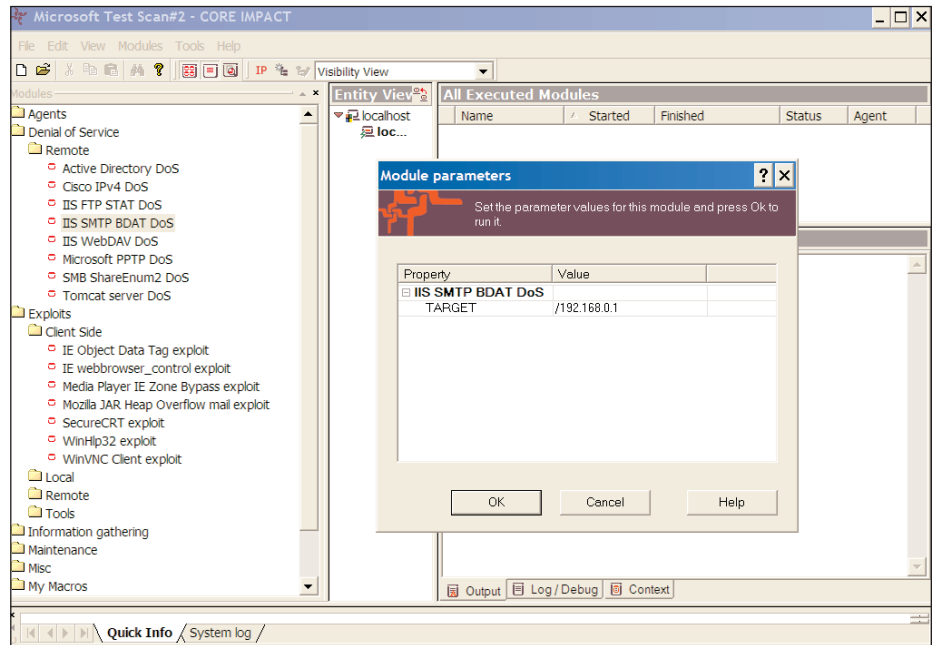 Microsoft Test Scan#2 - CORE IMPACT
File Edit View Modules Tools Help
IP Visibility View
Modules
Agents
Denial of Service
Remote
Active Directory DoS
Cisco IPv4 DoS
IIS FTP STAT DoS
IIS SMTP BDAT DoS
IIS WebDAV DoS
Microsoft PPTP DoS
SMB ShareEnum2 DoS
Tomcat server DoS
Exploits
Client Side
IE Object Data Tag exploit
IE webbrowser_control exploit
Media Player IE Zone Bypass exploit
Mozilla JAR Heap Overflow mail exploit
SecureCRT exploit
WinHlp32 exploit
WinVNC Client exploit
Local
Remote
Tools
Information gathering
Maintenance
Misc
My Macros
Entity View
localhost
loc...
All Executed Modules
Name Started Finished Status Agent
Module parameters
Set the parameter values for this module and press Ok to
run it.
Property Value
IIS SMTP BDAT DoS
TARGET /192.168.0.1
OK Cancel Help
Output Log / Debug Context
Quick Info System log